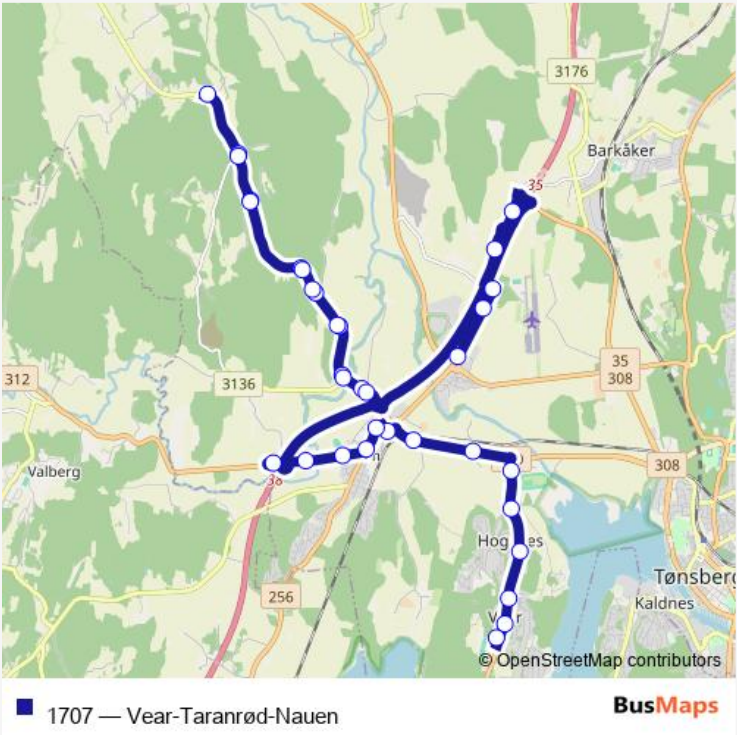 3176
Barkåker
35
312
3136
35
308
Valberg
308
38
256
Tønsberg
Kaldnes
© OpenStreetMap contributors
1707 — Vear-Taranrød-Nauen
BusMaps